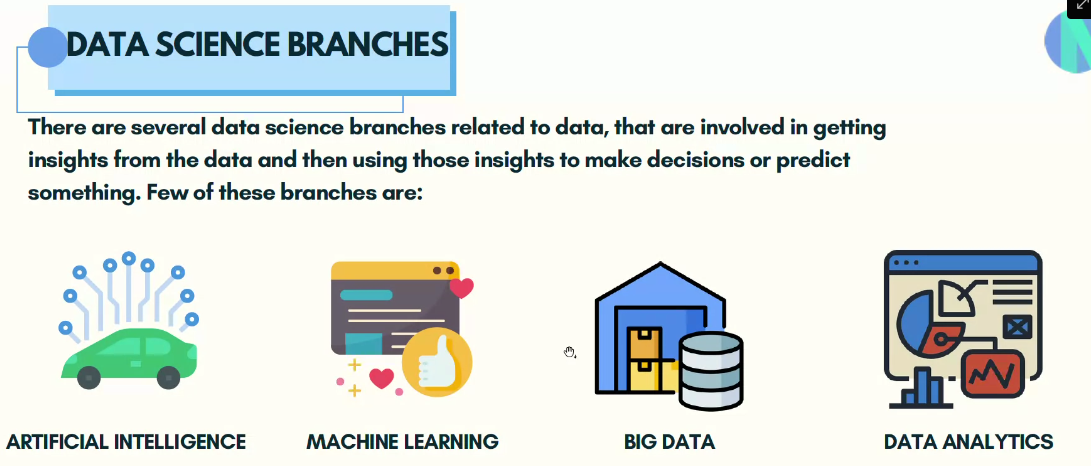 DATA SCIENCE BRANCHES
There are several data science branches related to data, that are involved in getting
insights from the data and then using those insights to make decisions or predict
something. Few of these branches are:
ARTIFICIAL INTELLIGENCE
MACHINE LEARNING
BIG DATA
DATA ANALYTICS